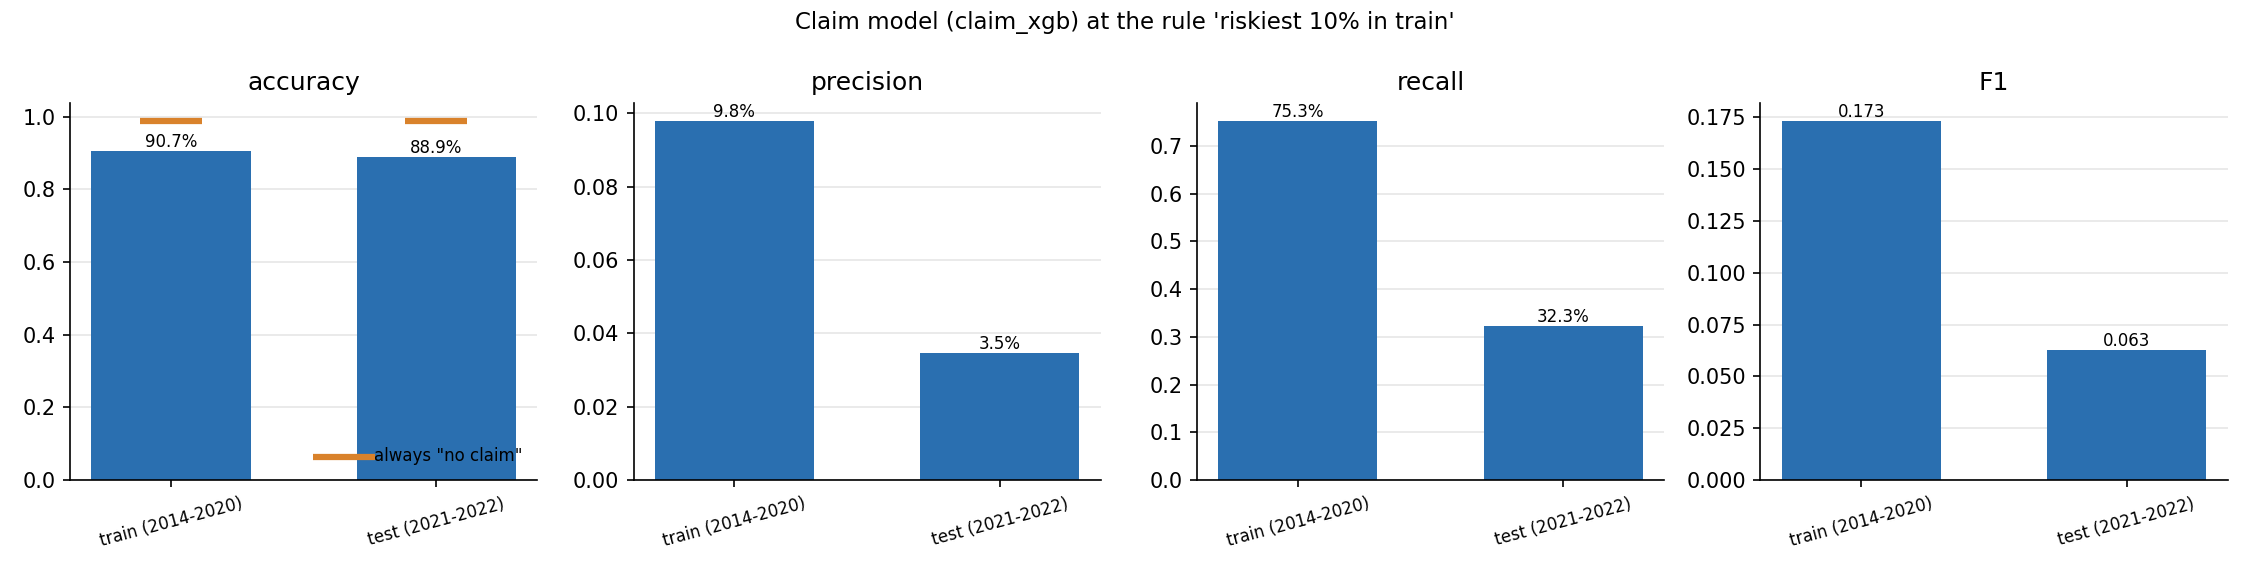 Claim model (claim_xgb) at the rule 'riskiest 10% in train'
accuracy
1.0
0.8
0.6
0.4
0.2
0.0
90.7%
88.9%
always "no claim"
train (2014-2020)
test (2021-2022)
precision
0.10
0.08
0.06
0.04
0.02
0.00
9.8%
3.5%
train (2014-2020)
test (2021-2022)
recall
0.7
0.6
0.5
0.4
0.3
0.2
0.1
0.0
75.3%
32.3%
train (2014-2020)
test (2021-2022)
F1
0.175
0.150
0.125
0.100
0.075
0.050
0.025
0.000
0.173
0.063
train (2014-2020)
test (2021-2022)